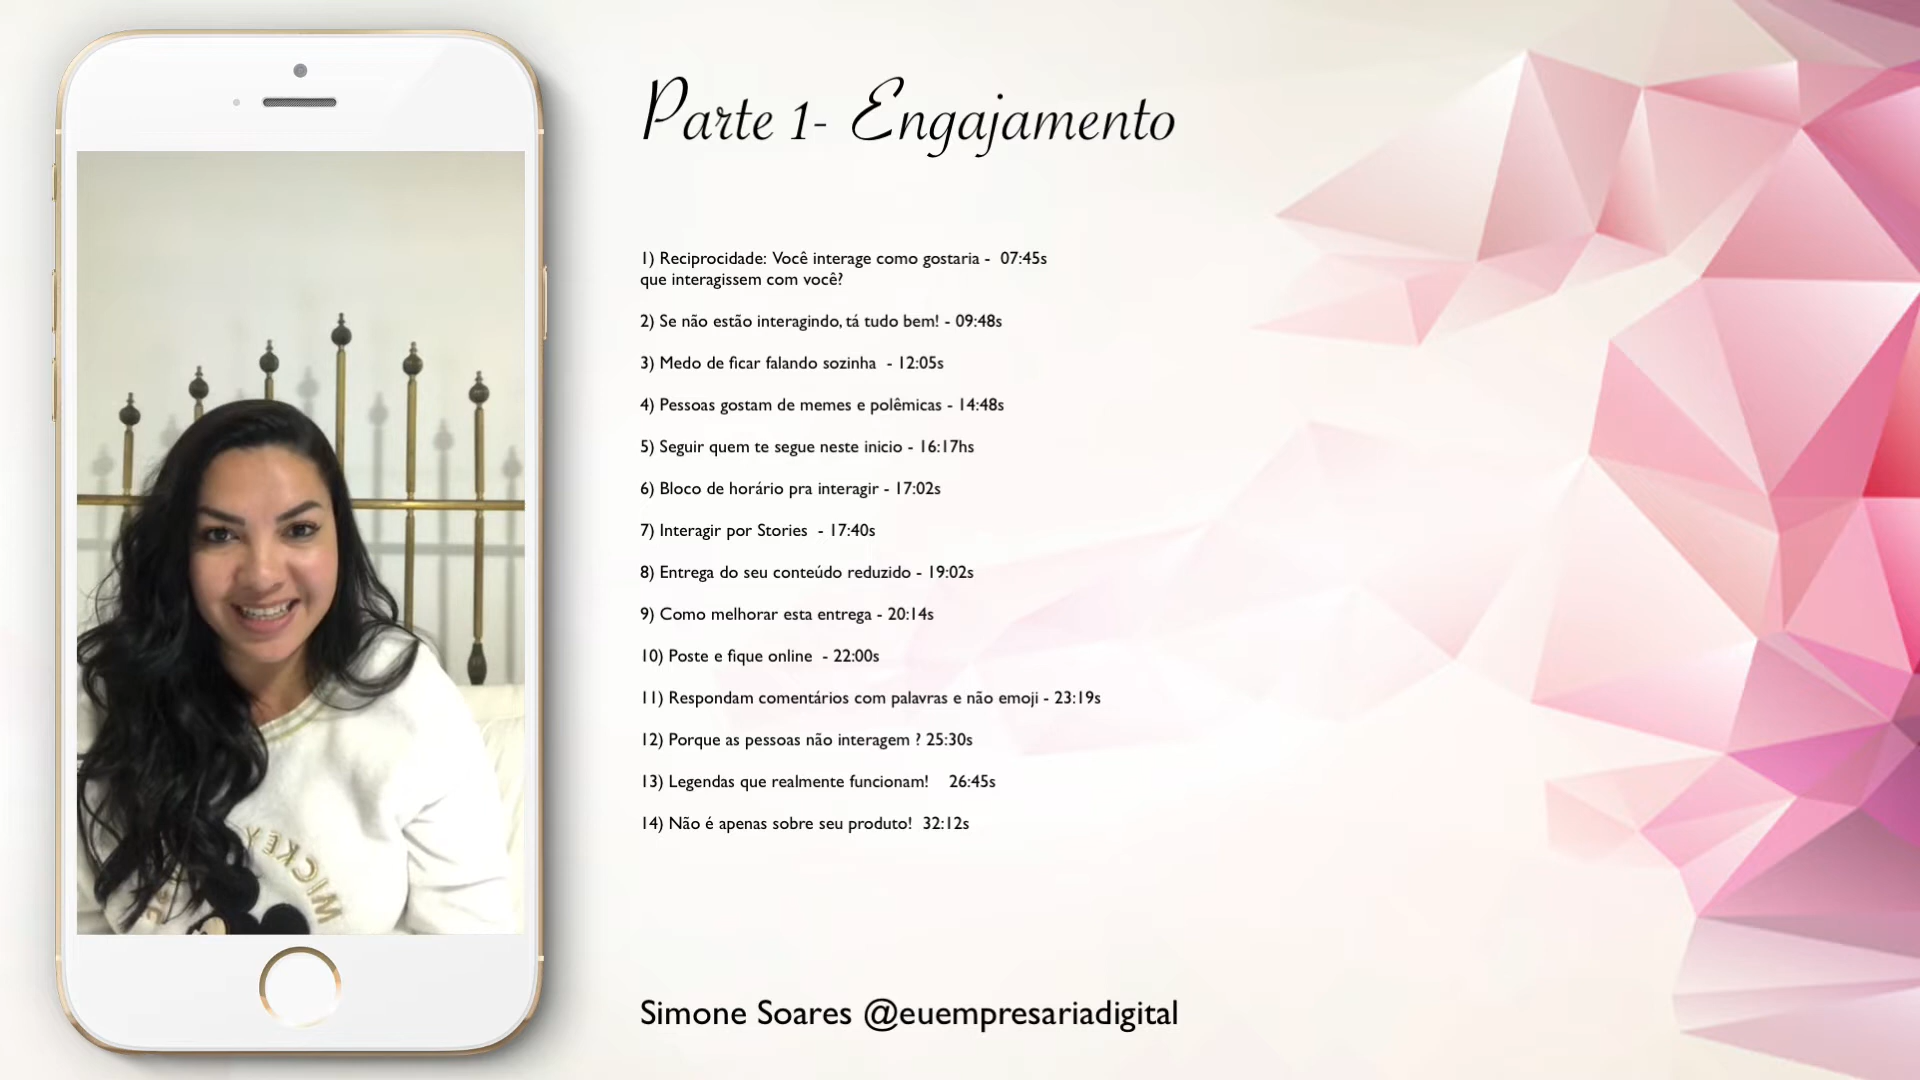 Parte 1- Engajamento
1) Reciprocidade: Você interage como gostaria -  07:45s
que interagissem com você?
2) Se não estão interagindo, tá tudo bem! - 09:48s
3) Medo de ficar falando sozinha  - 12:05s
4) Pessoas gostam de memes e polêmicas - 14:48s
5) Seguir quem te segue neste inicio - 16:17hs
6) Bloco de horário pra interagir - 17:02s
7) Interagir por Stories  - 17:40s
8) Entrega do seu conteúdo reduzido - 19:02s
9) Como melhorar esta entrega - 20:14s
10) Poste e fique online  - 22:00s
11) Respondam comentários com palavras e não emoji - 23:19s
12) Porque as pessoas não interagem ? 25:30s
13) Legendas que realmente funcionam!    26:45s
14) Não é apenas sobre seu produto!  32:12s
MICKEY
Simone Soares @euempresariadigital